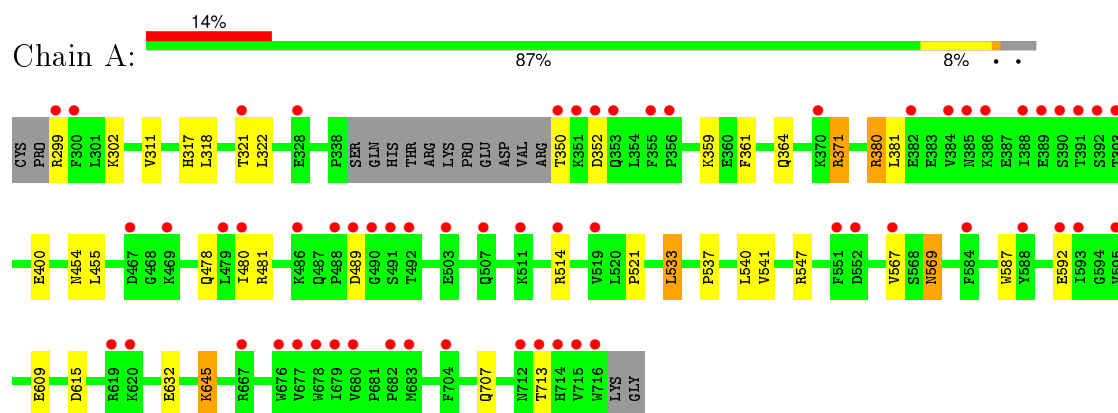 14%
Chain A:
87% 8% • •
CYS PRO R299 F300 L301 K302 V311 H317 L318 T321 L322 E328 P338 SER GLN HIS THR ARG LYS PRO GLU ASP VAL ARG T350 K351 D352 Q353 L354 F355 P356 K359 E360 F361 Q364 K370 R371 R380 L381 E382 E383 V384 N385 K386 E387 I388 E389 S390 T391 S392
E400 N454 L455 D467 G468 K469 Q478 L479 I480 R481 K486 Q487 P488 D489 G490 S491 T492 E503 Q507 K511 R514 V519 L520 P521 L533 P537 L540 V541 R547 F551 D552 V567 S568 N569 F584 W587 Y588 E592 I593 G594
E609 D615 R619 K620 E632 K645 R667 W676 V677 W678 I679 V680 P681 P682 M683 F704 Q707 N712 T713 H714 V715 W716 LYS GLY